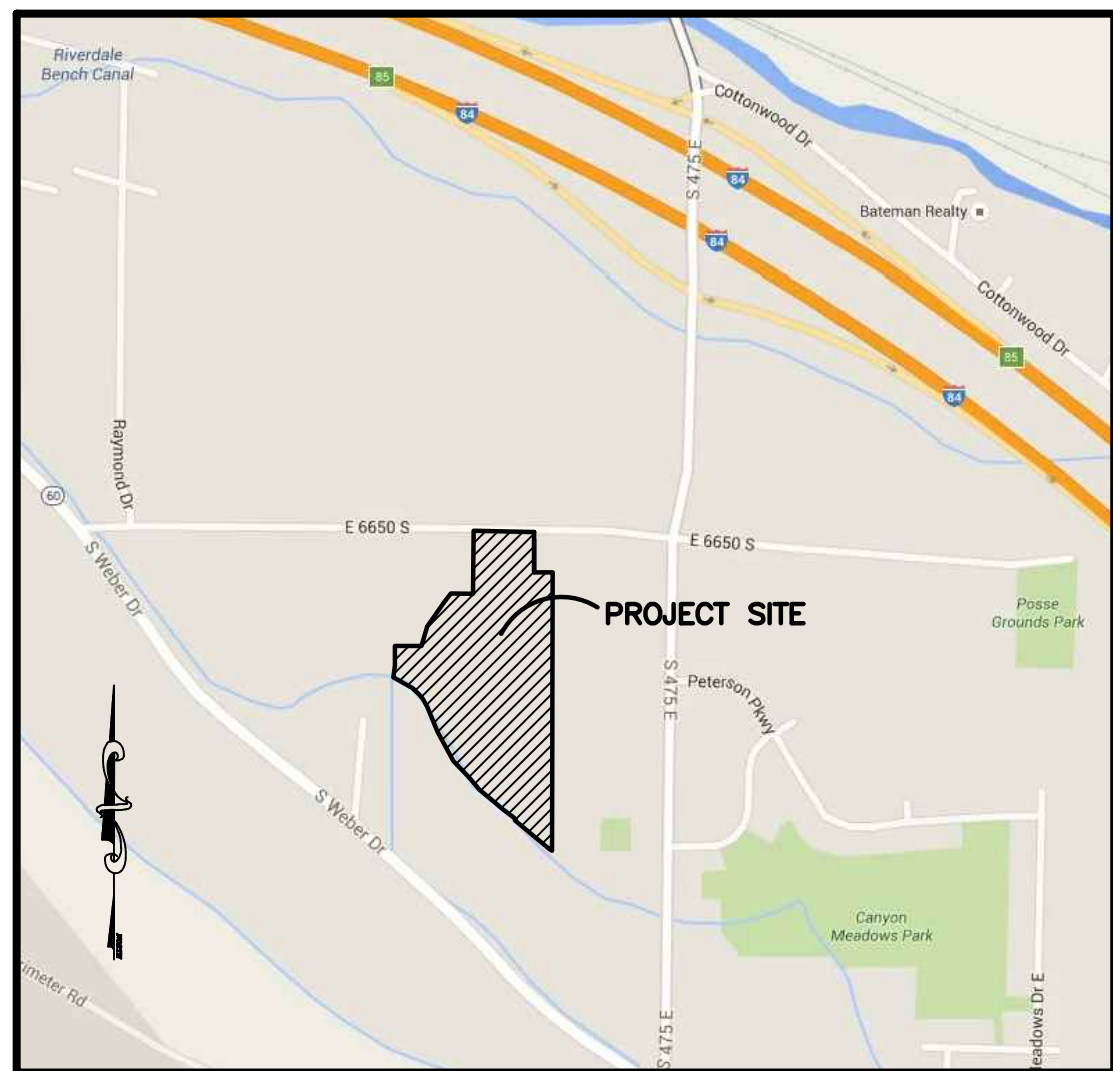 Riverdale
Bench Canal
85
84
Cottonwood Dr
S 475 E
84
84
Bateman Realty
Cottonwood Dr
85
84
Raymond Dr
60
E 6650 S
E 6650 S
S Weber Dr
PROJECT SITE
Posse
Grounds Park
S 475 E
Peterson Pkwy
S Weber Dr
Canyon
Meadows Park
rimeter Rd
S 475 E
leadows Dr E